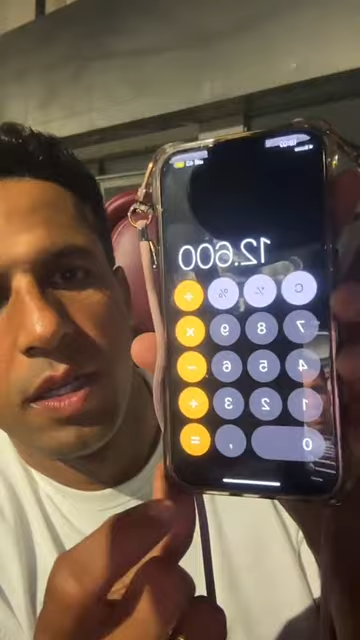 12.600
C ⁺∕₋ % ÷
7 8 9 ×
4 5 6 −
1 2 3 +
0 , =